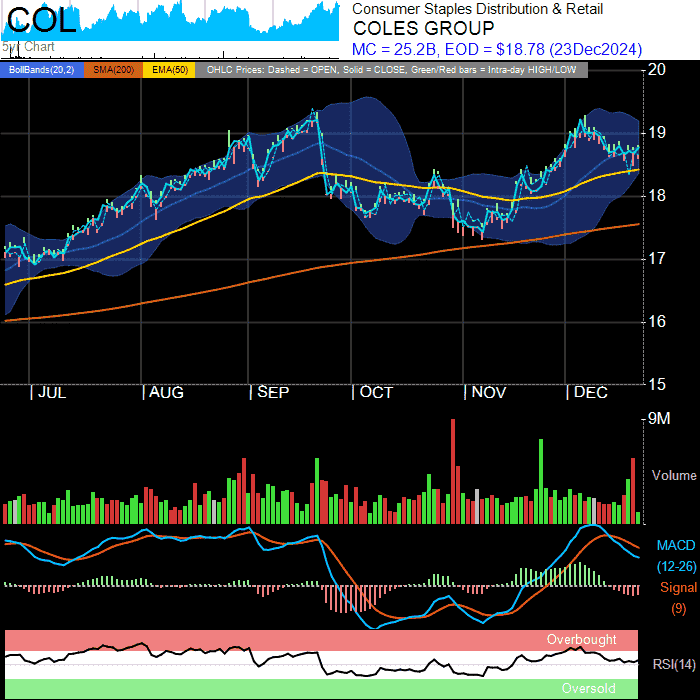 COL
5yr Chart
Consumer Staples Distribution & Retail
COLES GROUP
MC = 25.2B, EOD = $18.78 (23Dec2024)
BollBands(20,2) SMA(200) EMA(50) OHLC Prices: Dashed = OPEN, Solid = CLOSE, Green/Red bars = Intra-day HIGH/LOW
20
19
18
17
16
15
JUL AUG SEP OCT NOV DEC
9M
Volume
MACD
(12-26)
Signal
(9)
Overbought
RSI(14)
Oversold